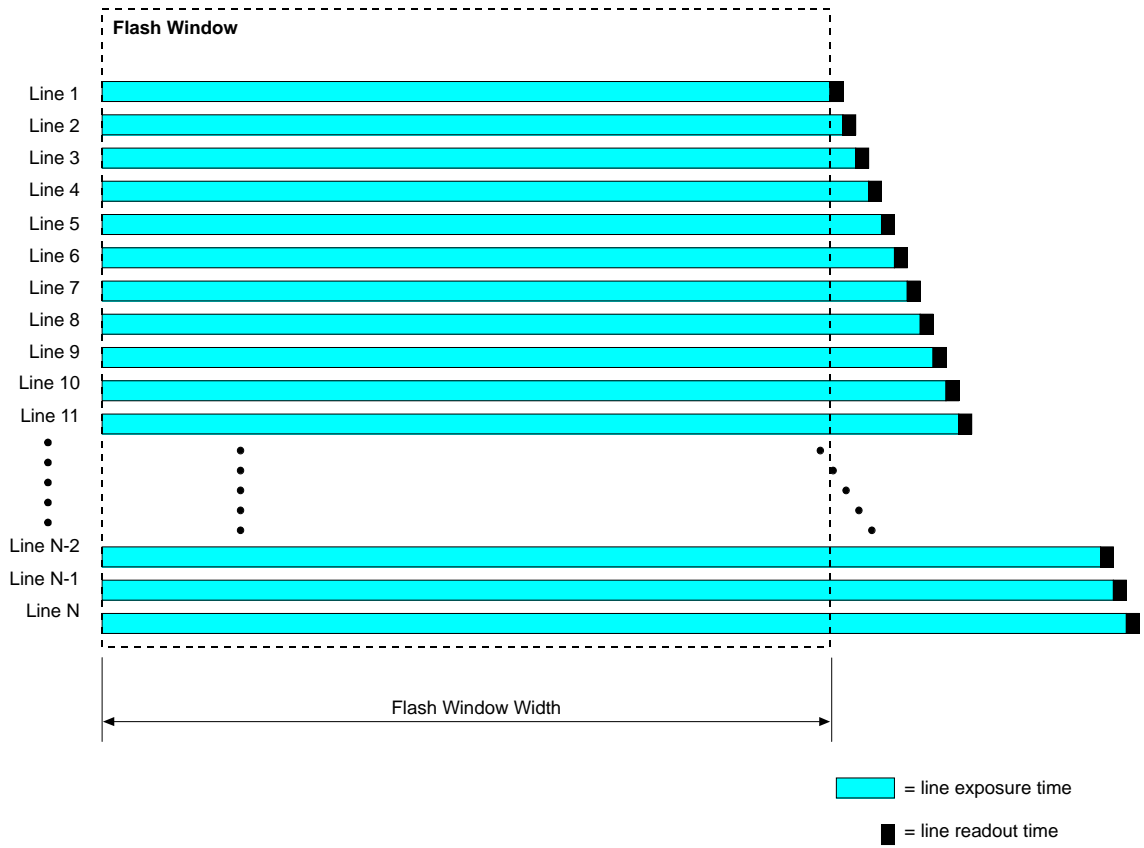 Flash Window
Line 1
Line 2
Line 3
Line 4
Line 5
Line 6
Line 7
Line 8
Line 9
Line 10
Line 11
Line N-2
Line N-1
Line N
Flash Window Width
= line exposure time
= line readout time